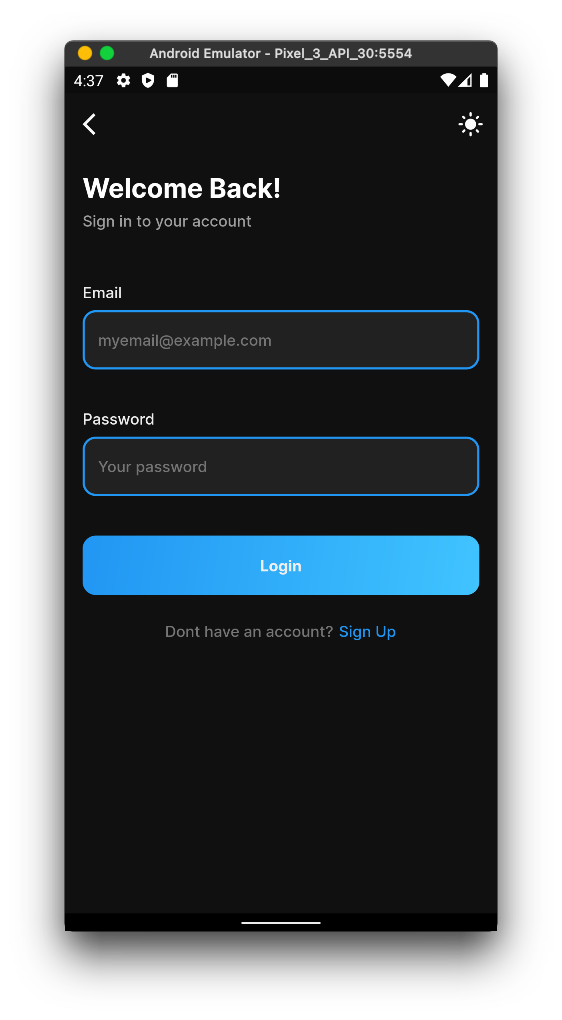 Android Emulator - Pixel_3_API_30:5554
4:37
Welcome Back!
Sign in to your account
Email
myemail@example.com
Password
Your password
Login
Dont have an account? Sign Up